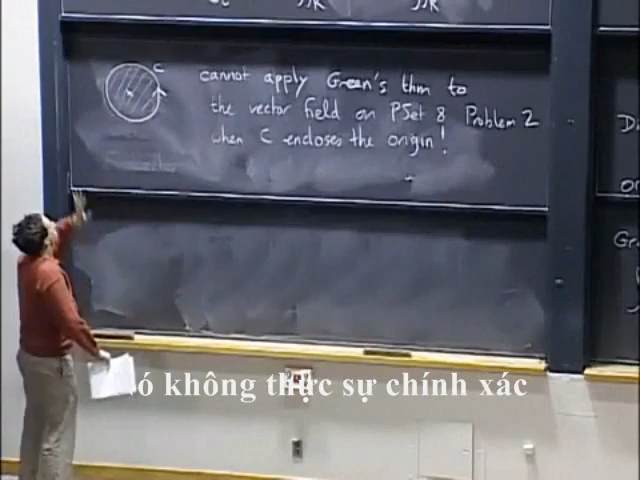 C
cannot apply Green's thm to
the vector field on PSet 8 Problem 2
when C encloses the origin!
không thực sự chính xác